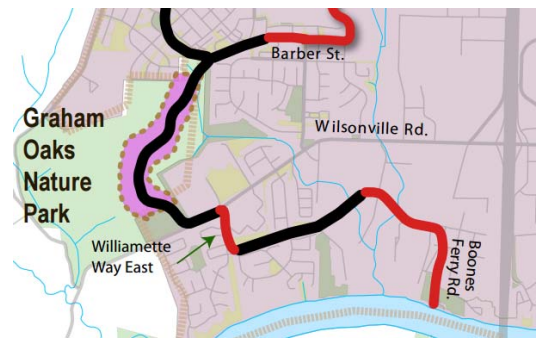 Barber St.
Graham
Oaks
Nature
Park
Wilsonville Rd.
Williamette
Way East
Boones
Ferry Rd.